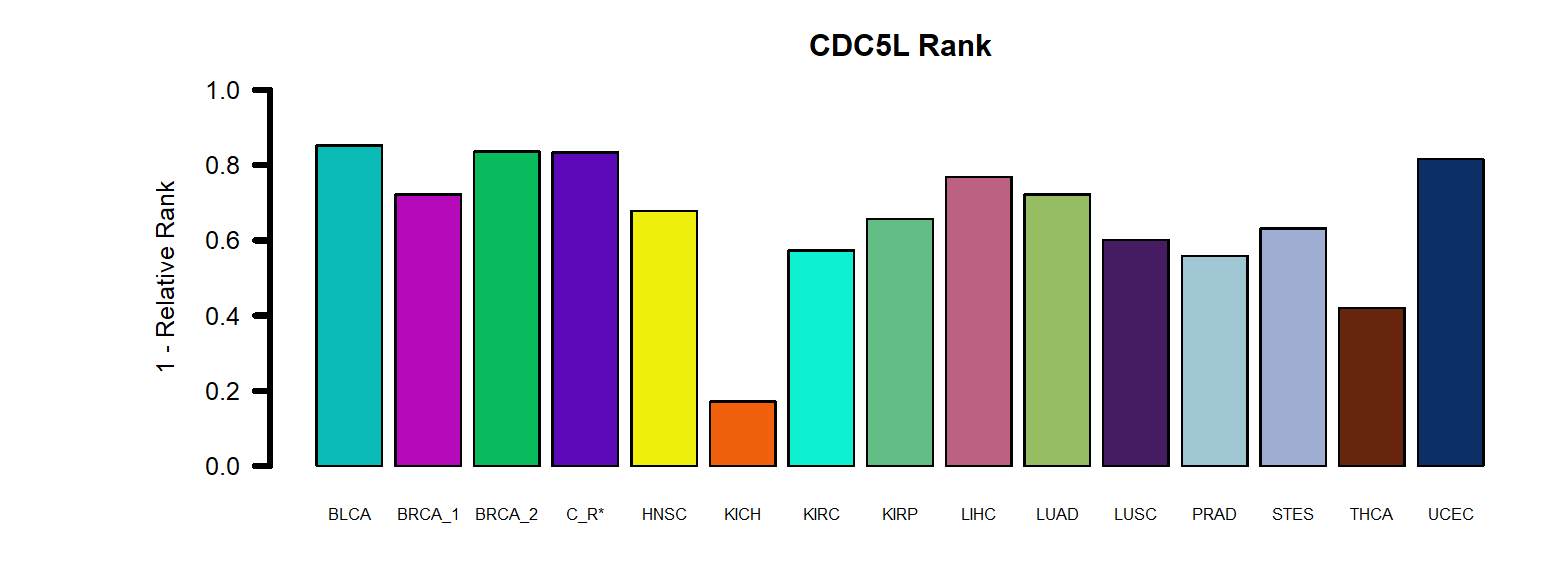 CDC5L Rank
1 - Relative Rank
1.0
0.8
0.6
0.4
0.2
0.0
BLCA BRCA_1 BRCA_2 C_R* HNSC KICH KIRC KIRP LIHC LUAD LUSC PRAD STES THCA UCEC